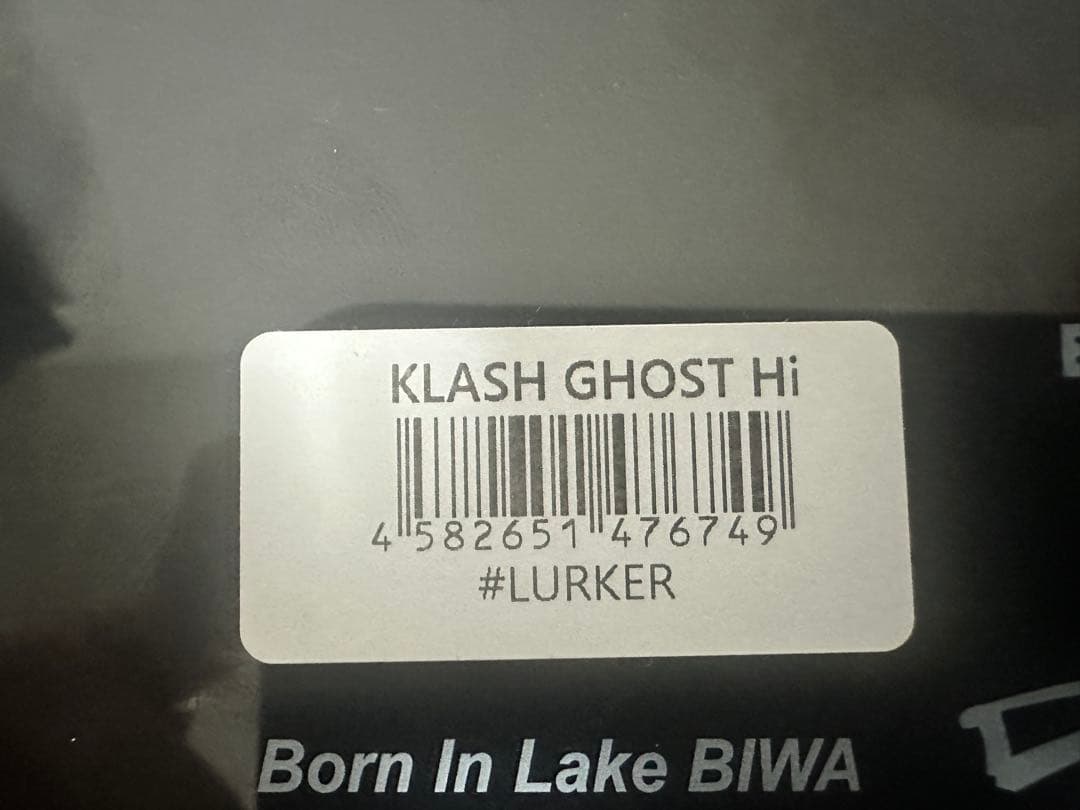 KLASH GHOST Hi
4 582651 476749
#LURKER
Born In Lake BIWA